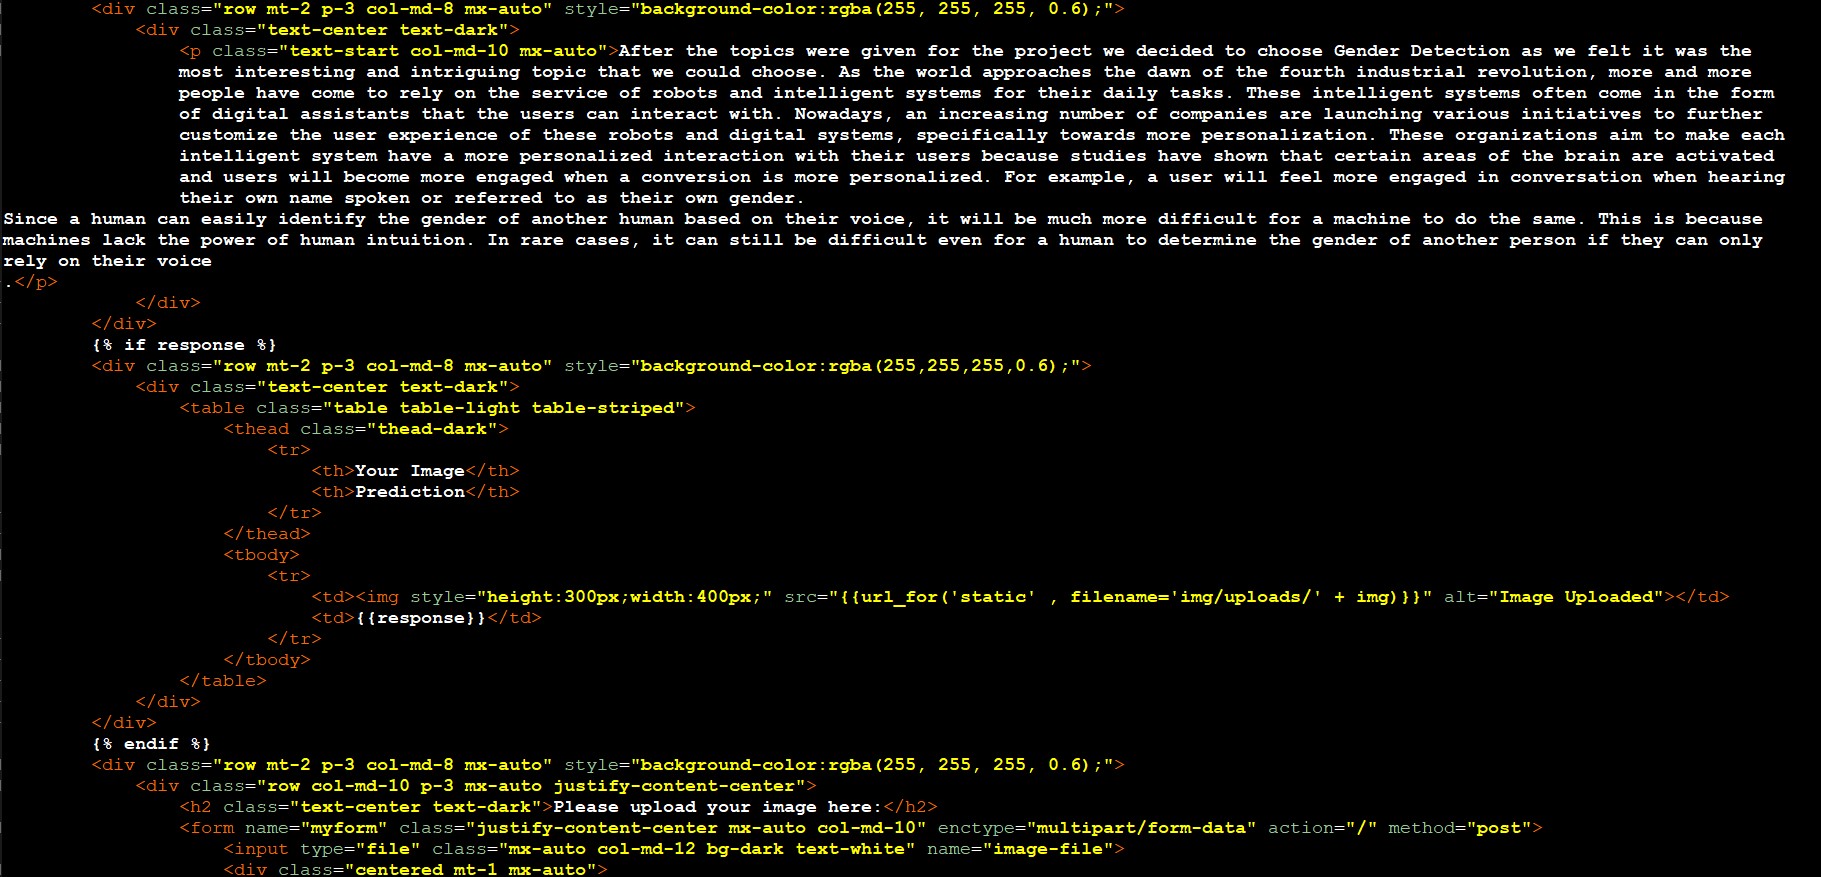 <div class="row mt-2 p-3 col-md-8 mx-auto" style="background-color:rgba(255, 255, 255, 0.6);">
<div class="text-center text-dark">
<p class="text-start col-md-10 mx-auto">After the topics were given for the project we decided to choose Gender Detection as we felt it was the
most interesting and intriguing topic that we could choose. As the world approaches the dawn of the fourth industrial revolution, more and more
people have come to rely on the service of robots and intelligent systems for their daily tasks. These intelligent systems often come in the form
of digital assistants that the users can interact with. Nowadays, an increasing number of companies are launching various initiatives to further
customize the user experience of these robots and digital systems, specifically towards more personalization. These organizations aim to make each
intelligent system have a more personalized interaction with their users because studies have shown that certain areas of the brain are activated
and users will become more engaged when a conversion is more personalized. For example, a user will feel more engaged in conversation when hearing
their own name spoken or referred to as their own gender.
Since a human can easily identify the gender of another human based on their voice, it will be much more difficult for a machine to do the same. This is because
machines lack the power of human intuition. In rare cases, it can still be difficult even for a human to determine the gender of another person if they can only
rely on their voice
.</p>
</div>
</div>
{% if response %}
<div class="row mt-2 p-3 col-md-8 mx-auto" style="background-color:rgba(255,255,255,0.6);">
<div class="text-center text-dark">
<table class="table table-light table-striped">
<thead class="thead-dark">
<tr>
<th>Your Image</th>
<th>Prediction</th>
</tr>
</thead>
<tbody>
<tr>
<td><img style="height:300px;width:400px;" src="{{url_for('static' , filename='img/uploads/' + img)}}" alt="Image Uploaded"></td>
<td>{{response}}</td>
</tr>
</tbody>
</table>
</div>
</div>
{% endif %}
<div class="row mt-2 p-3 col-md-8 mx-auto" style="background-color:rgba(255, 255, 255, 0.6);">
<div class="row col-md-10 p-3 mx-auto justify-content-center">
<h2 class="text-center text-dark">Please upload your image here:</h2>
<form name="myform" class="justify-content-center mx-auto col-md-10" enctype="multipart/form-data" action="/" method="post">
<input type="file" class="mx-auto col-md-12 bg-dark text-white" name="image-file">
<div class="centered mt-1 mx-auto">